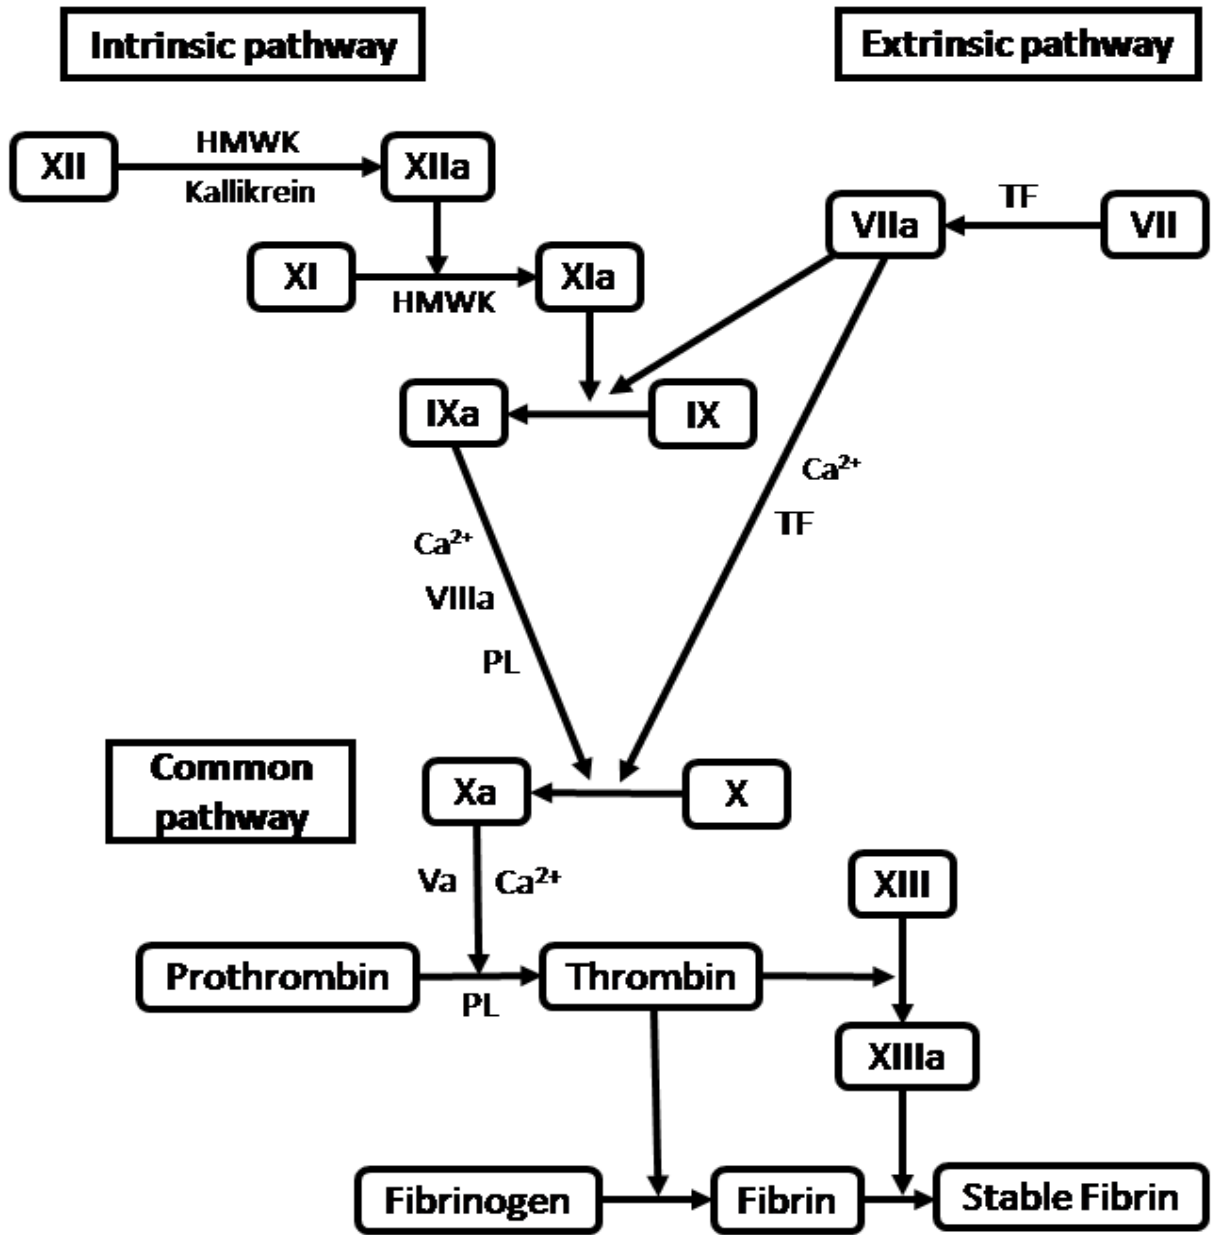 Intrinsic pathway
Extrinsic pathway
XII
HMWK
Kallikrein
XIIa
VIIa
TF
VII
XI
HMWK
XIa
IXa
IX
Ca²⁺
TF
Ca²⁺
VIIIa
PL
Common
pathway
Xa
X
Va
Ca²⁺
XIII
Prothrombin
PL
Thrombin
XIIIa
Fibrinogen
Fibrin
Stable Fibrin